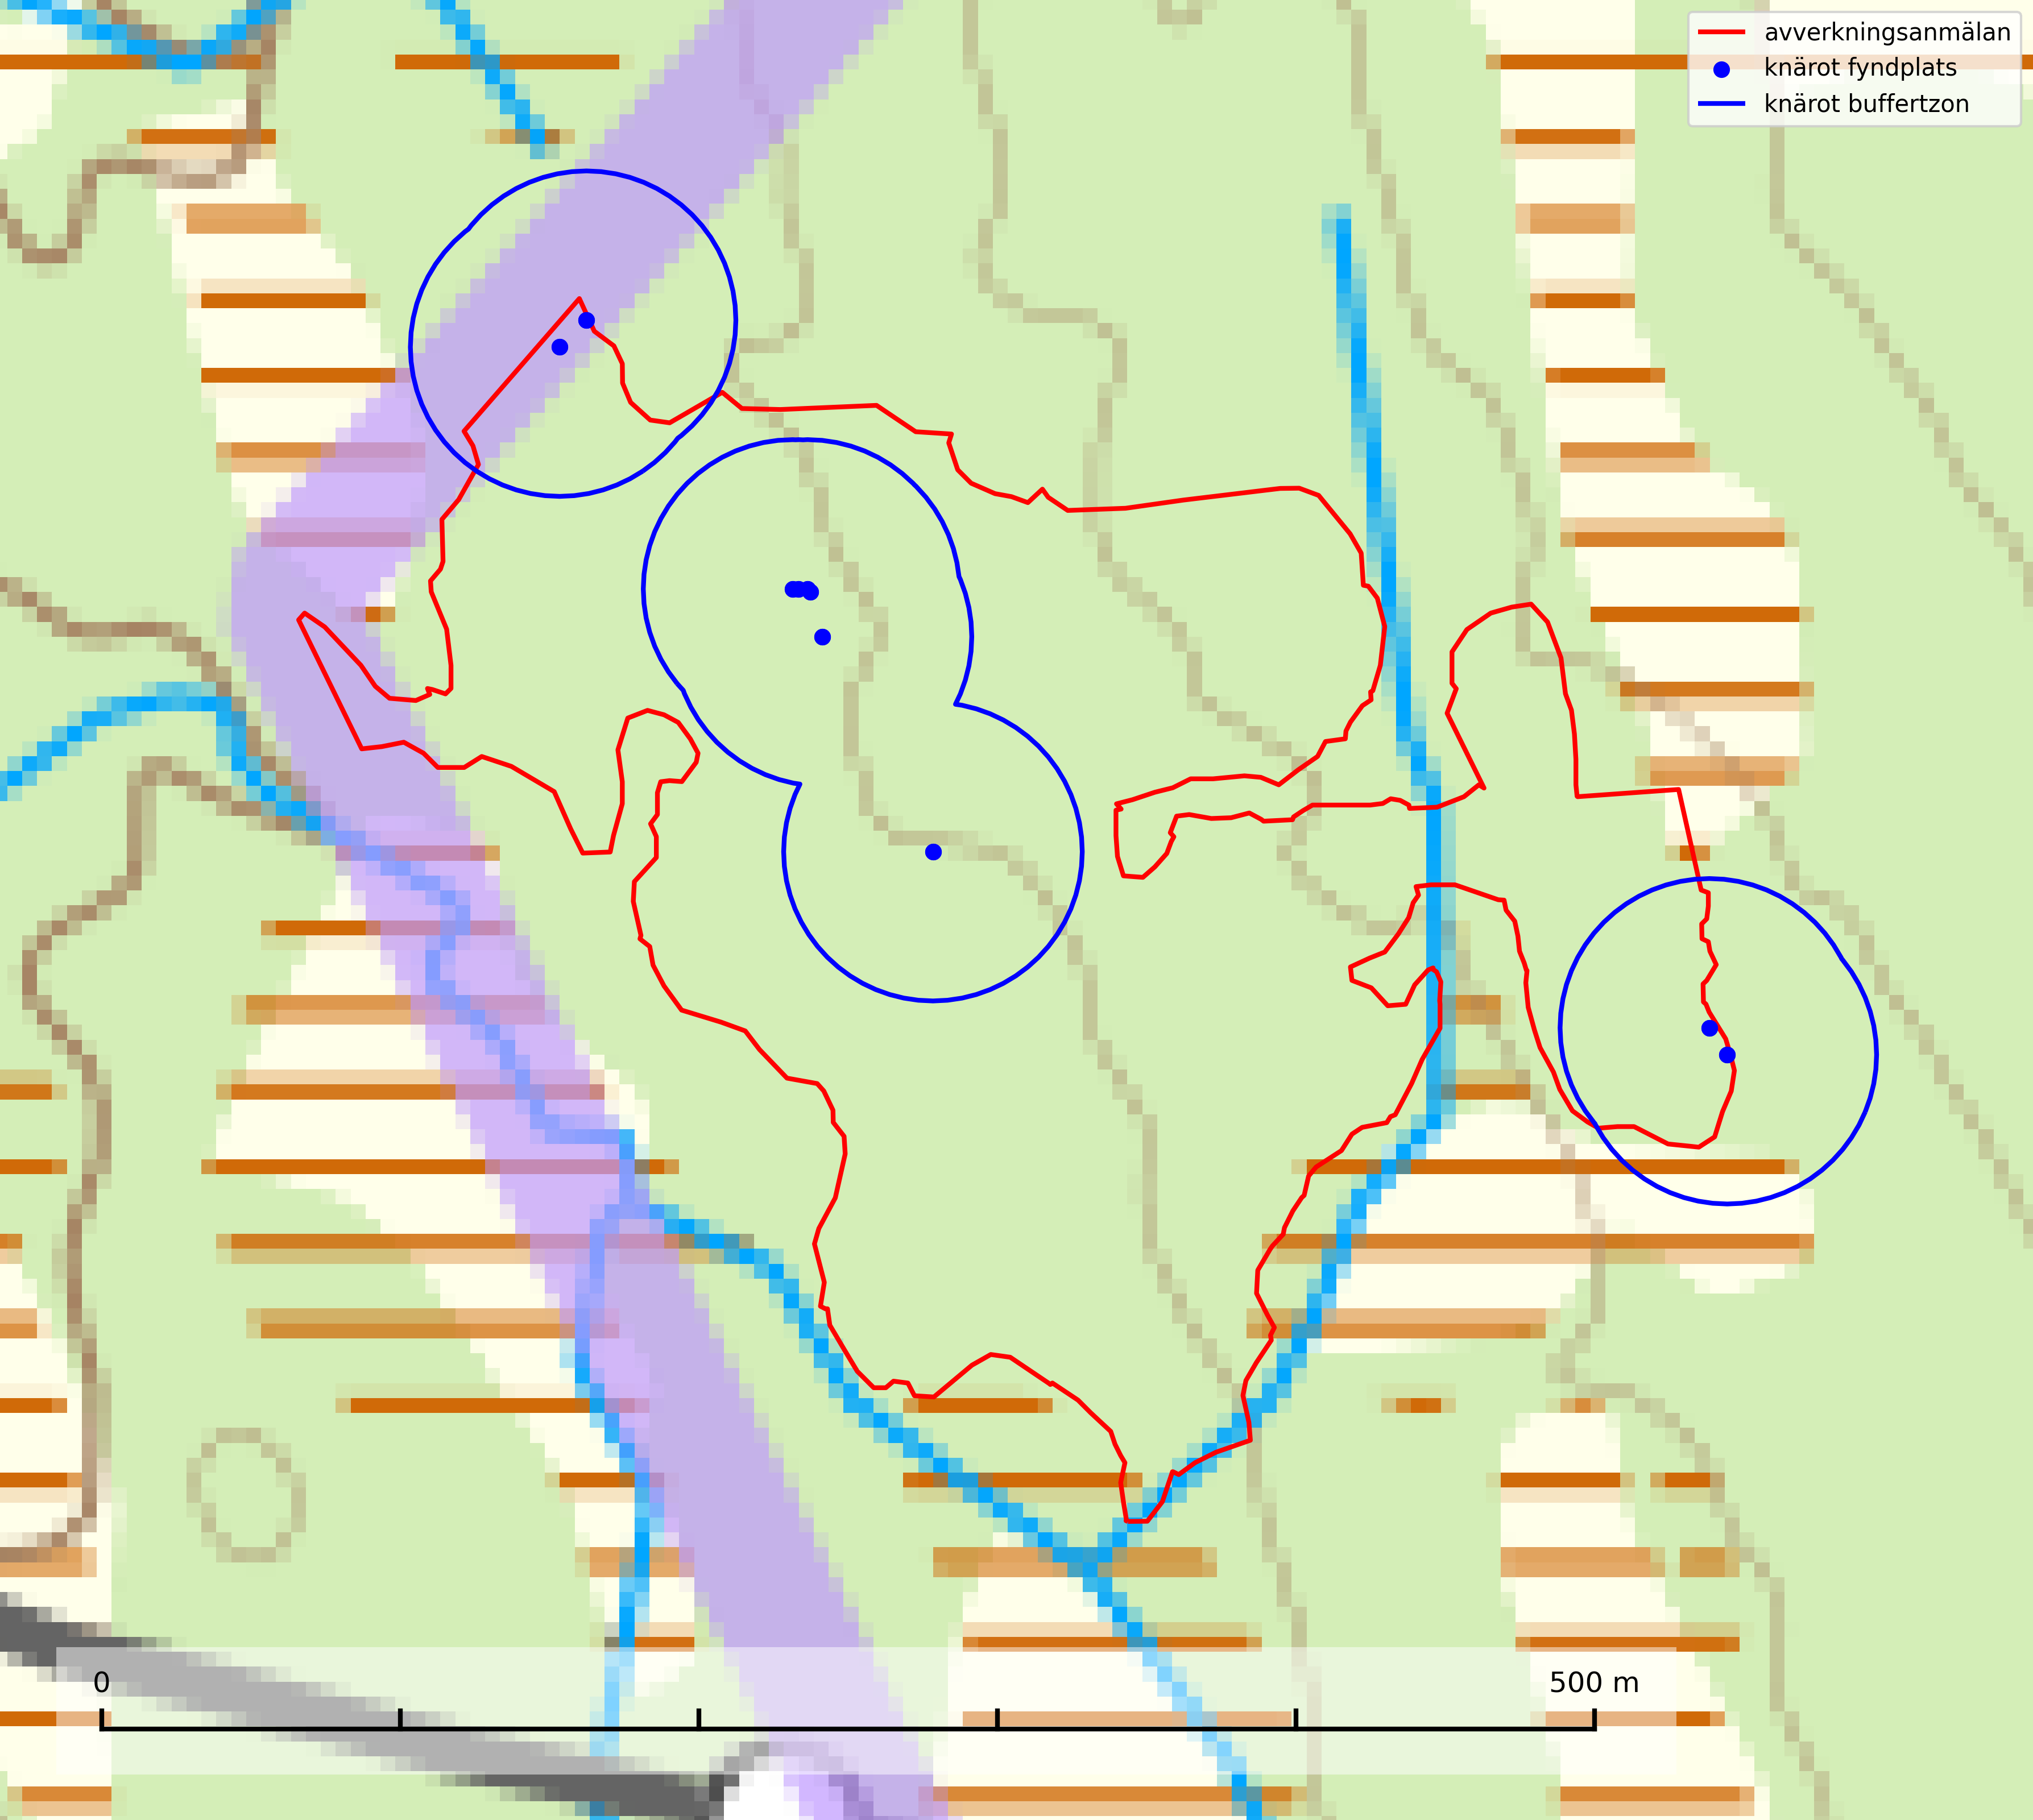 avverkningsanmälan
knärot fyndplats
knärot buffertzon
0 500 m